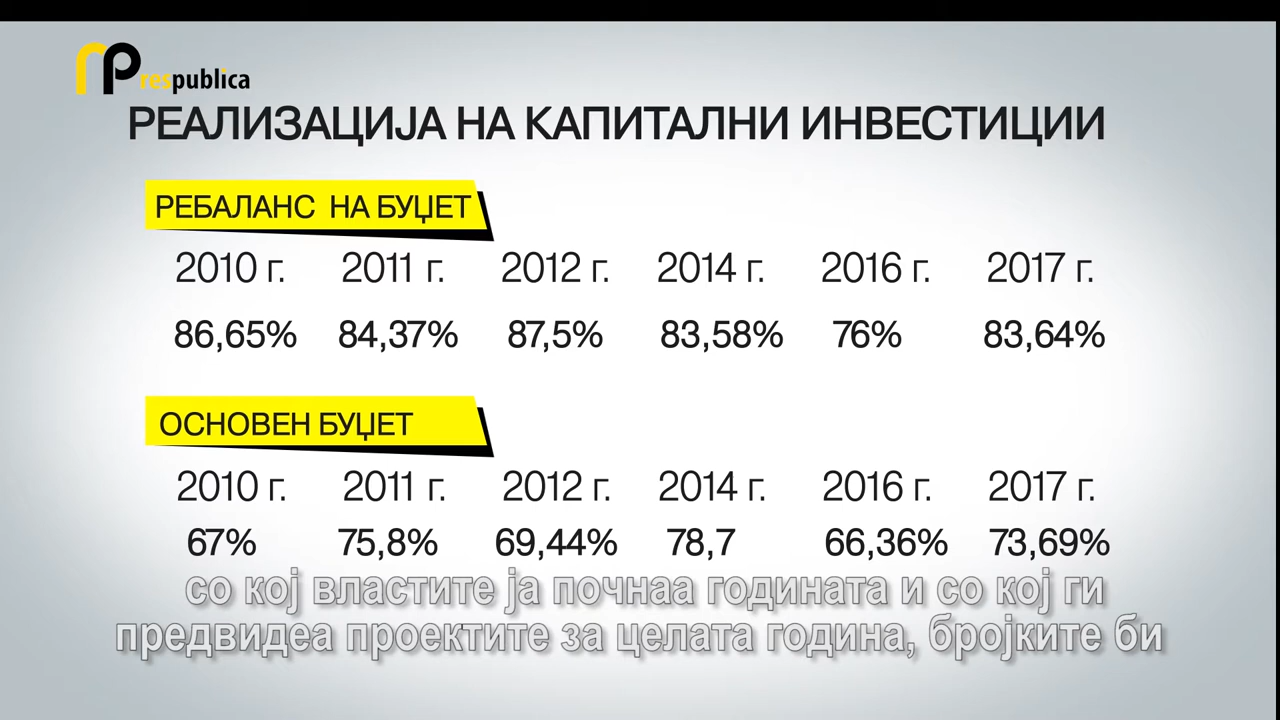 respublica
РЕАЛИЗАЦИЈА НА КАПИТАЛНИ ИНВЕСТИЦИИ
РЕБАЛАНС НА БУЏЕТ
2010 г. 2011 г. 2012 г. 2014 г. 2016 г. 2017 г.
86,65% 84,37% 87,5% 83,58% 76% 83,64%
ОСНОВЕН БУЏЕТ
2010 г. 2011 г. 2012 г. 2014 г. 2016 г. 2017 г.
67% 75,8% 69,44% 78,7 66,36% 73,69%
со кој властите ја почнаа годината и со кој ги
предвидеа проектите за целата година, бројките би